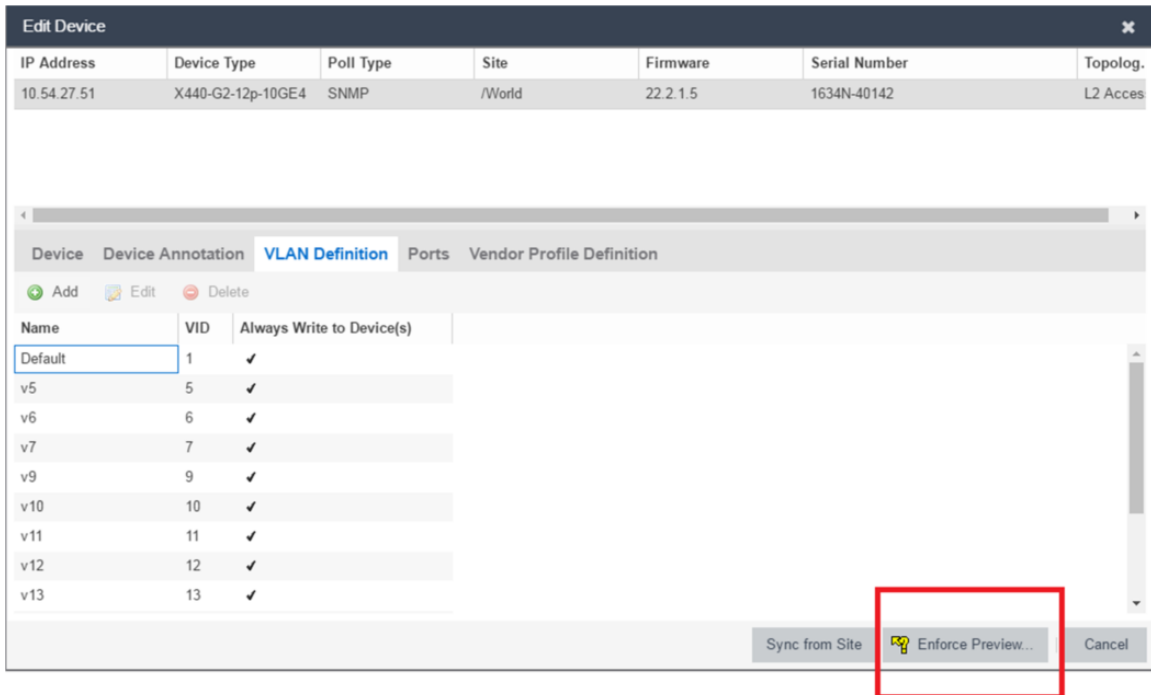 Edit Device
IP Address Device Type Poll Type Site Firmware Serial Number Topolog.
10.54.27.51 X440-G2-12p-10GE4 SNMP /World 22.2.1.5 1634N-40142 L2 Acces
Device Device Annotation VLAN Definition Ports Vendor Profile Definition
Add Edit Delete
Name VID Always Write to Device(s)
Default 1 ✔
v5 5 ✔
v6 6 ✔
v7 7 ✔
v9 9 ✔
v10 10 ✔
v11 11 ✔
v12 12 ✔
v13 13 ✔
Sync from Site Enforce Preview... Cancel